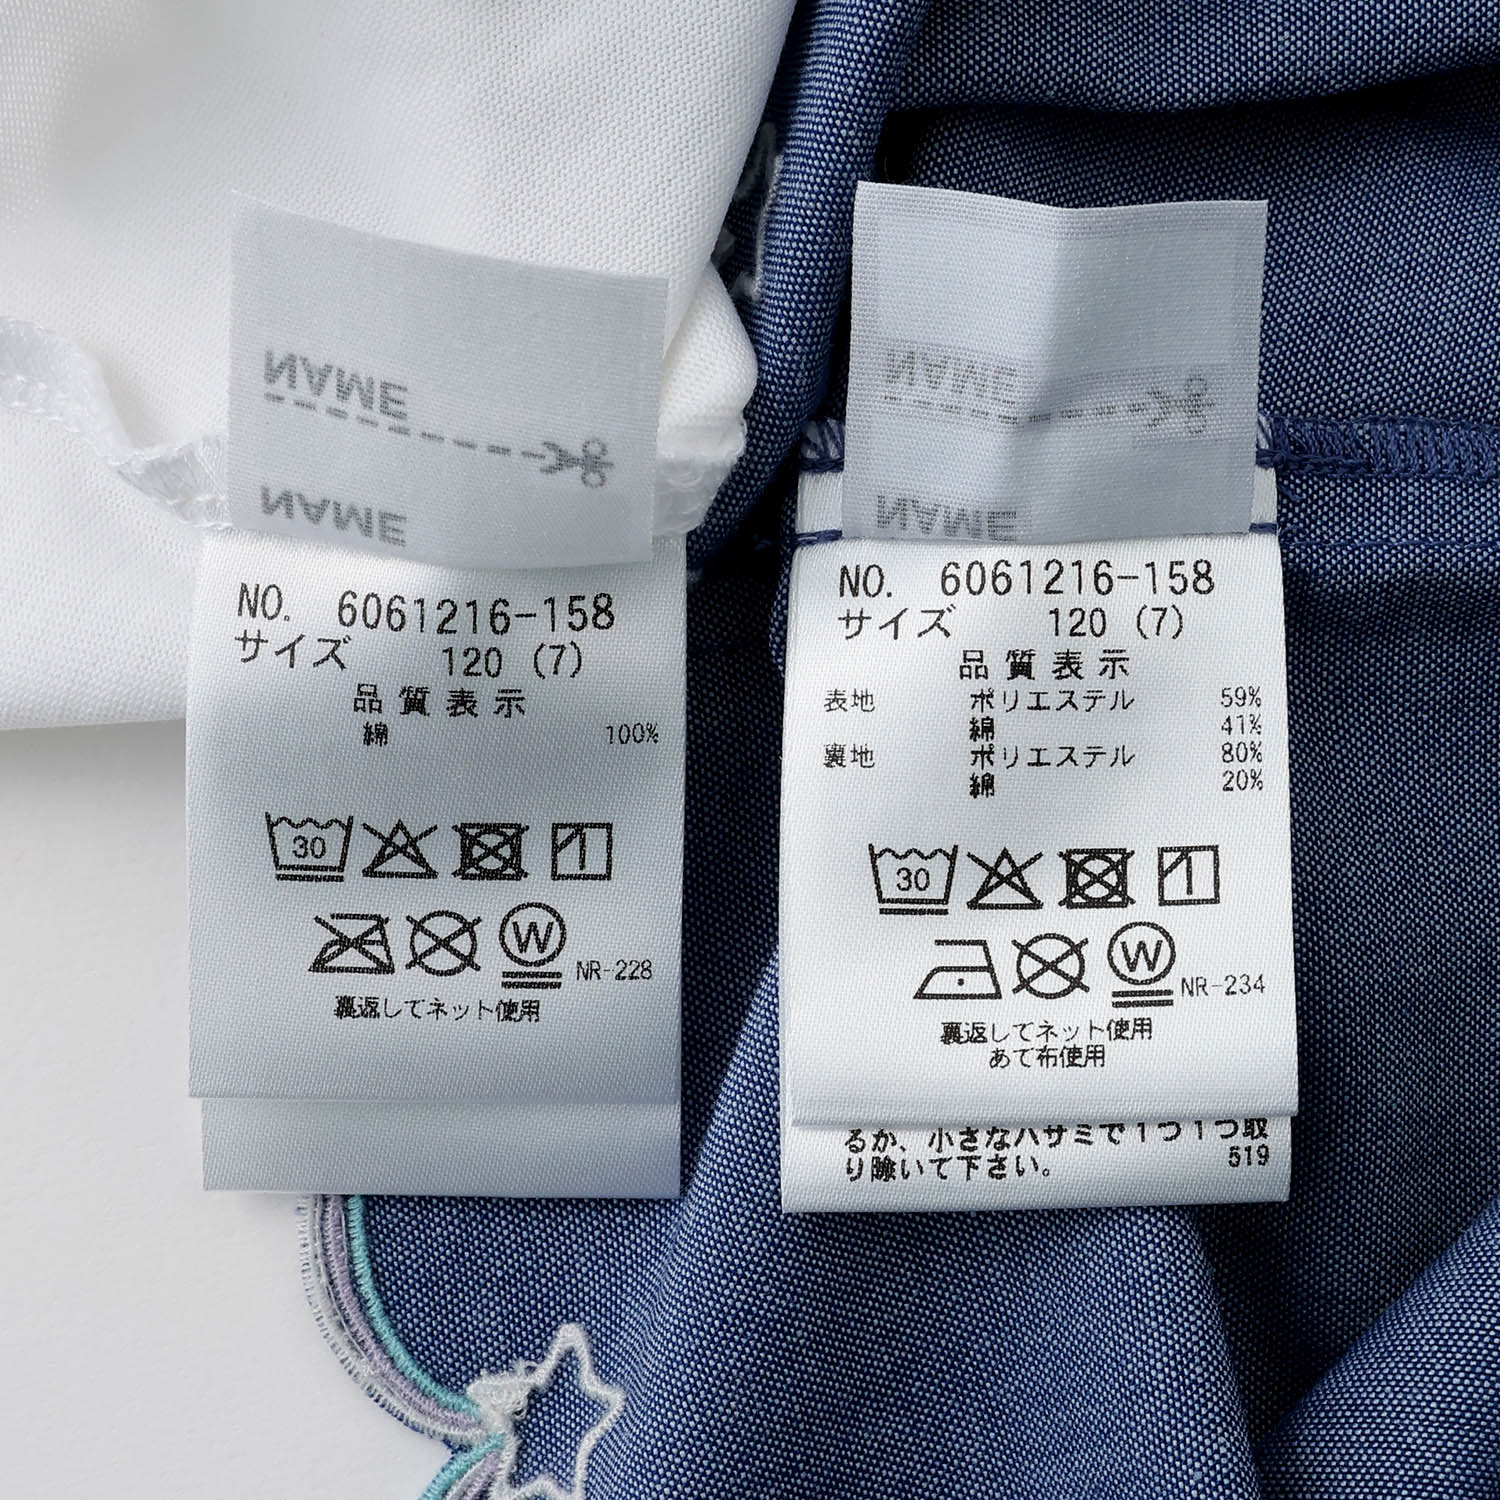 NAME
NAME
NO. 6061216-158
サイズ 120 (7)
品質表示
綿 100%
30
W
NR-228
裏返してネット使用
NAME
NAME
NO. 6061216-158
サイズ 120 (7)
品質表示
表地 ポリエステル 59%
綿 41%
裏地 ポリエステル 80%
綿 20%
30
W
NR-234
裏返してネット使用
あて布使用
るか、小さなハサミで1つ1つ取
り除いて下さい。 519